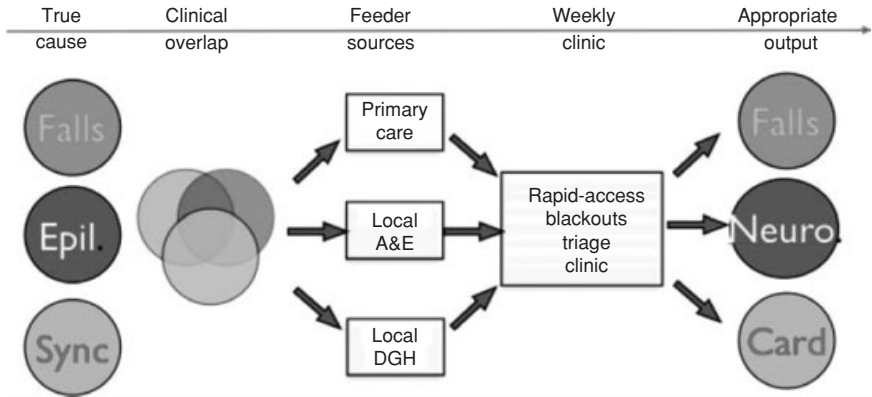 True
cause
Clinical
overlap
Feeder
sources
Weekly
clinic
Appropriate
output
Falls
Epil.
Sync
Primary
care
Local
A&E
Local
DGH
Rapid-access
blackouts
triage
clinic
Falls
Neuro.
Card